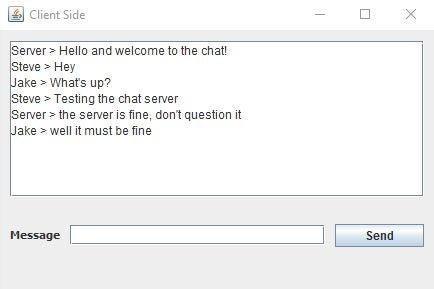 Client Side
Server > Hello and welcome to the chat!
Steve > Hey
Jake > What's up?
Steve > Testing the chat server
Server > the server is fine, don't question it
Jake > well it must be fine
Message
Send